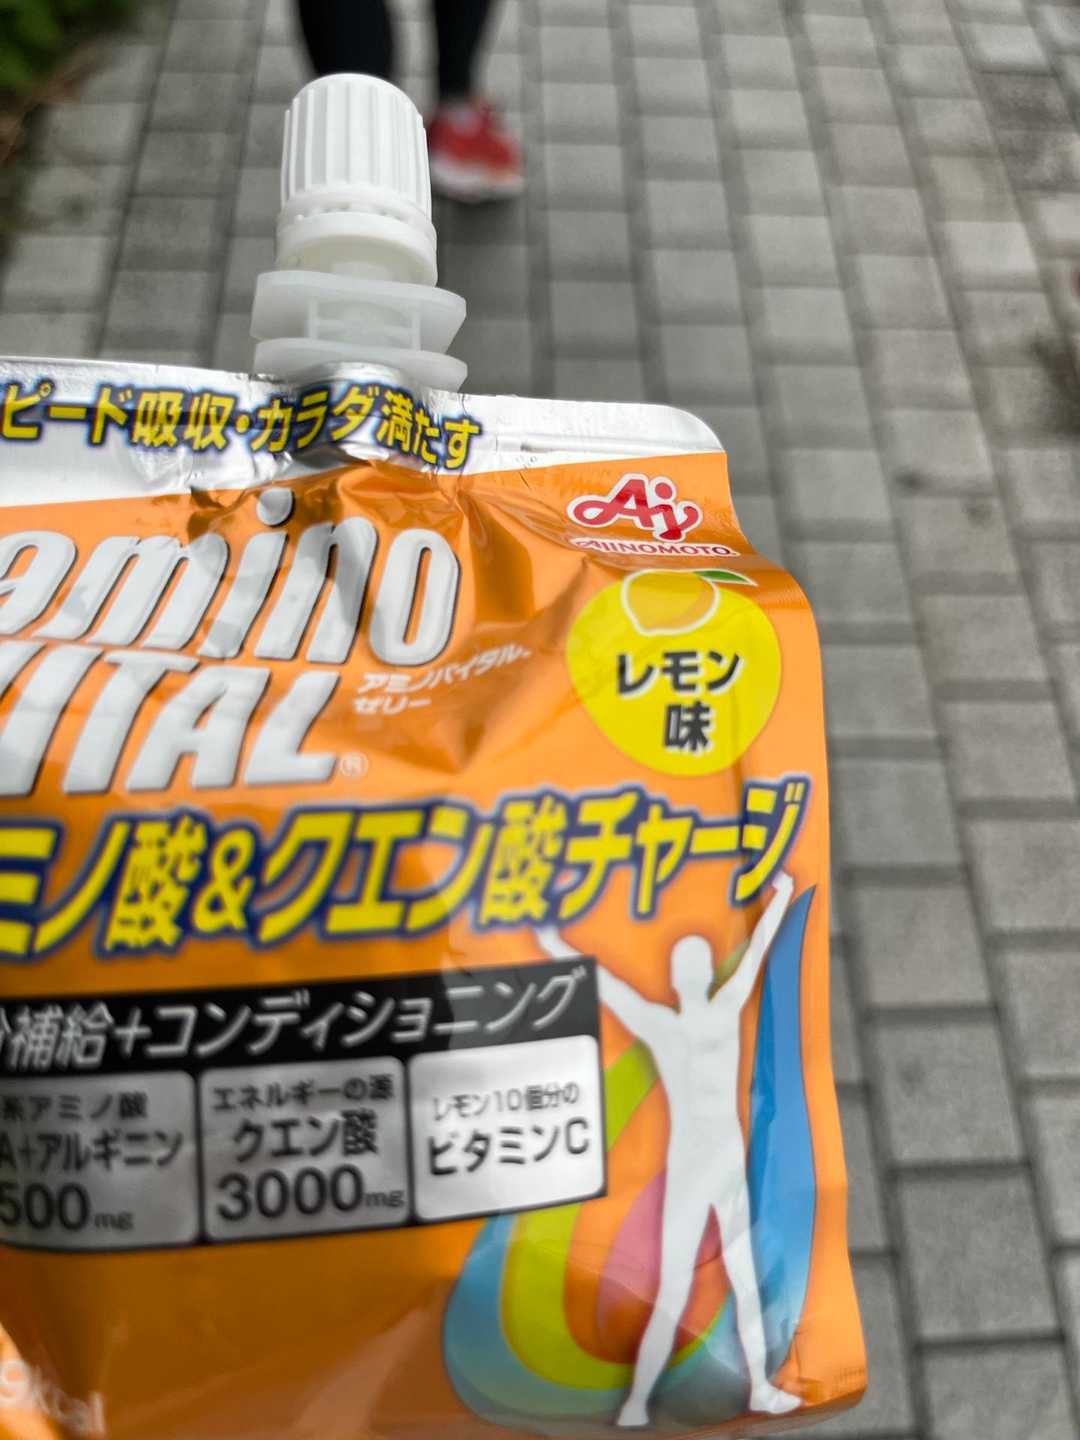 ピード吸収・カラダ満たす
Aj
AJINOMOTO
amino
VITAL®
アミノバイタル
ゼリー
レモン
味
ミノ酸&クエン酸チャージ
補給+コンディショニング
系アミノ酸
A+アルギニン
500mg
エネルギーの源
クエン酸
3000mg
レモン10個分の
ビタミンC
9kcal